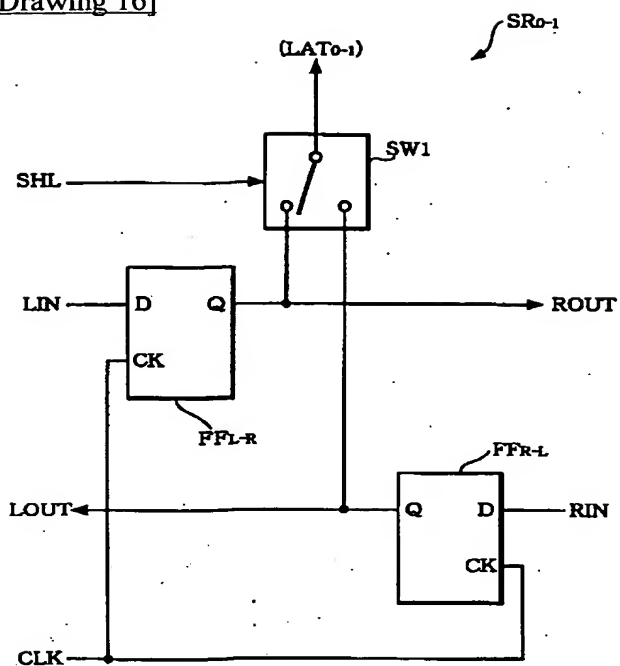 Drawing 16]
SR0-1
(LAT0-1)
SW1
SHL
LIN
D
Q
ROUT
CK
FFL-R
FFR-L
LOUT
Q
D
RIN
CK
CLK